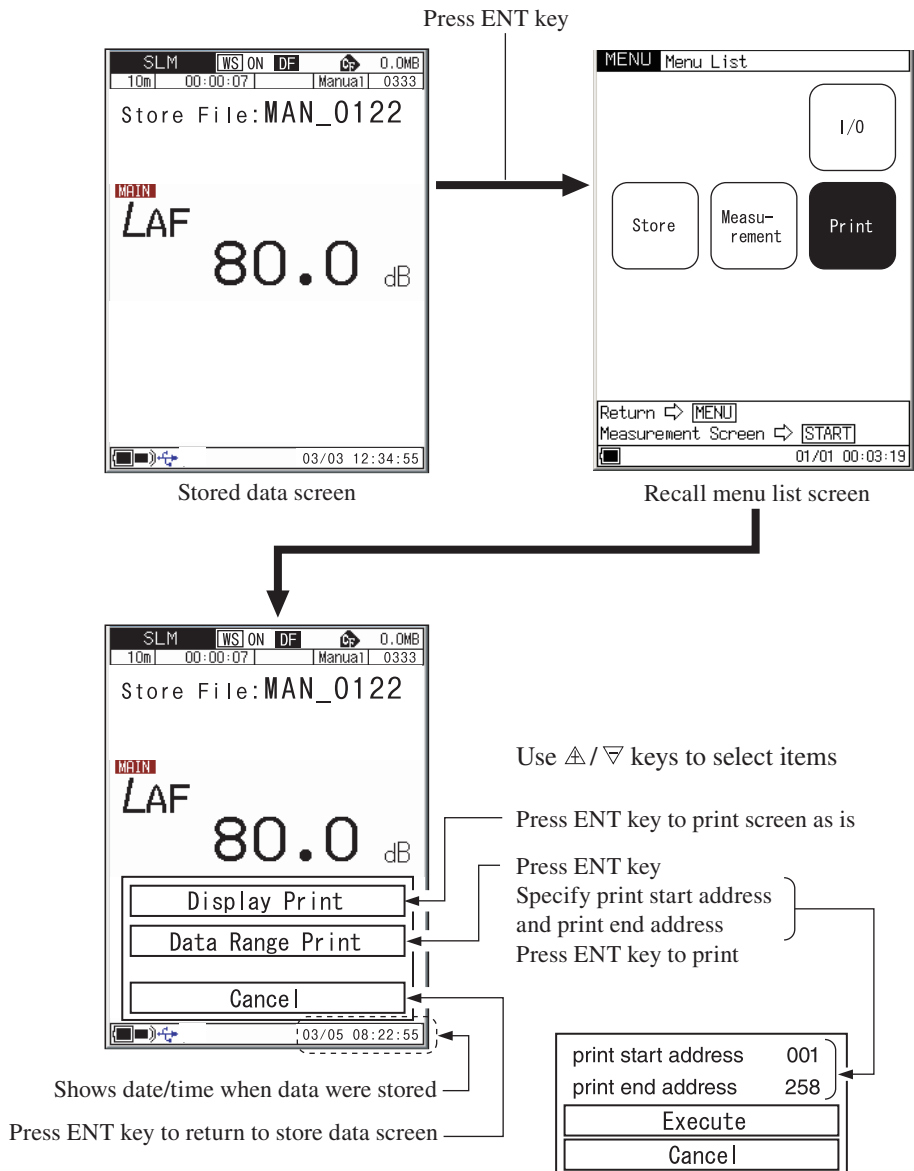 Press ENT key
SLM WS ON DF CF 0.0MB
10m 00:00:07 Manual 0333
Store File:MAN_0122
MAIN
LAF
80.0 dB
03/03 12:34:55
Stored data screen
MENU Menu List
I/O
Store
Measu-
rement
Print
Return ⇨ MENU
Measurement Screen ⇨ START
01/01 00:03:19
Recall menu list screen
SLM WS ON DF CF 0.0MB
10m 00:00:07 Manual 0333
Store File:MAN_0122
MAIN
LAF
80.0 dB
Display Print
Data Range Print
Cancel
03/05 08:22:55
Use +/− keys to select items
Press ENT key to print screen as is
Press ENT key
Specify print start address
and print end address
Press ENT key to print
Shows date/time when data were stored
Press ENT key to return to store data screen
print start address 001
print end address 258
Execute
Cancel